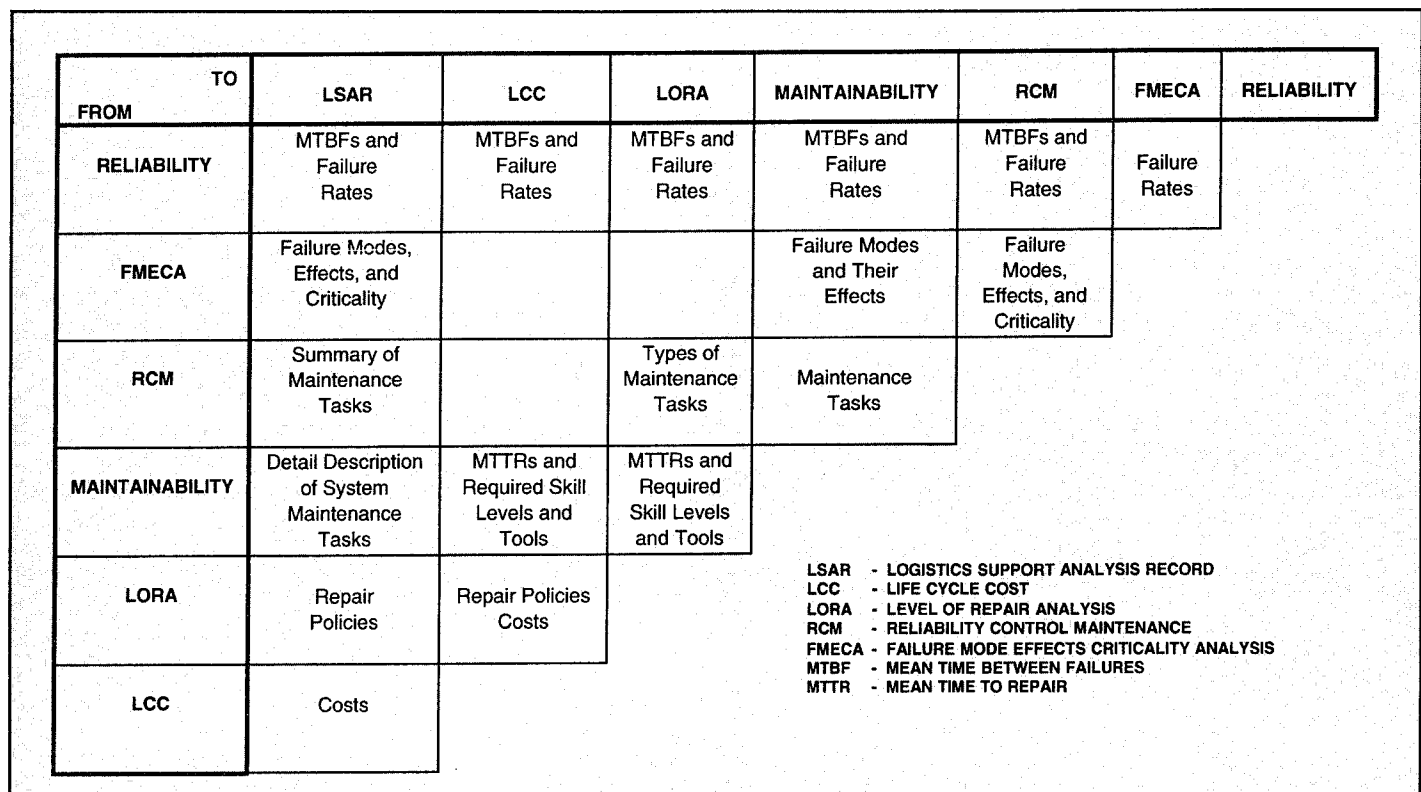 TO
FROM
LSAR
LCC
LORA
MAINTAINABILITY
RCM
FMECA
RELIABILITY
RELIABILITY
MTBFs and
Failure
Rates
MTBFs and
Failure
Rates
MTBFs and
Failure
Rates
MTBFs and
Failure
Rates
MTBFs and
Failure
Rates
Failure
Rates
FMECA
Failure Modes,
Effects, and
Criticality
Failure Modes
and Their
Effects
Failure
Modes,
Effects, and
Criticality
RCM
Summary of
Maintenance
Tasks
Types of
Maintenance
Tasks
Maintenance
Tasks
MAINTAINABILITY
Detail Description
of System
Maintenance
Tasks
MTTRs and
Required Skill
Levels and
Tools
MTTRs and
Required
Skill Levels
and Tools
LORA
Repair
Policies
Repair Policies
Costs
LCC
Costs
LSAR - LOGISTICS SUPPORT ANALYSIS RECORD
LCC - LIFE CYCLE COST
LORA - LEVEL OF REPAIR ANALYSIS
RCM - RELIABILITY CONTROL MAINTENANCE
FMECA - FAILURE MODE EFFECTS CRITICALITY ANALYSIS
MTBF - MEAN TIME BETWEEN FAILURES
MTTR - MEAN TIME TO REPAIR